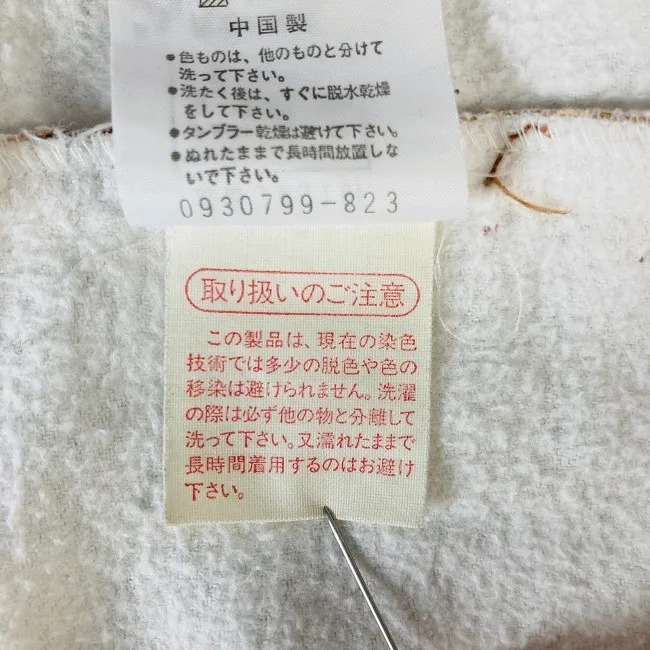 中国製
●色ものは、他のものと分けて
洗って下さい。
●洗たく後は、すぐに脱水乾燥
をして下さい。
●タンブラー乾燥は避けて下さい。
●ぬれたままで長時間放置しな
いで下さい。
0930799-823
取り扱いのご注意
この製品は、現在の染色
技術では多少の脱色や色の
移染は避けられません。洗濯
の際は必ず他の物と分離して
洗って下さい。又濡れたままで
長時間着用するのはお避け
下さい。